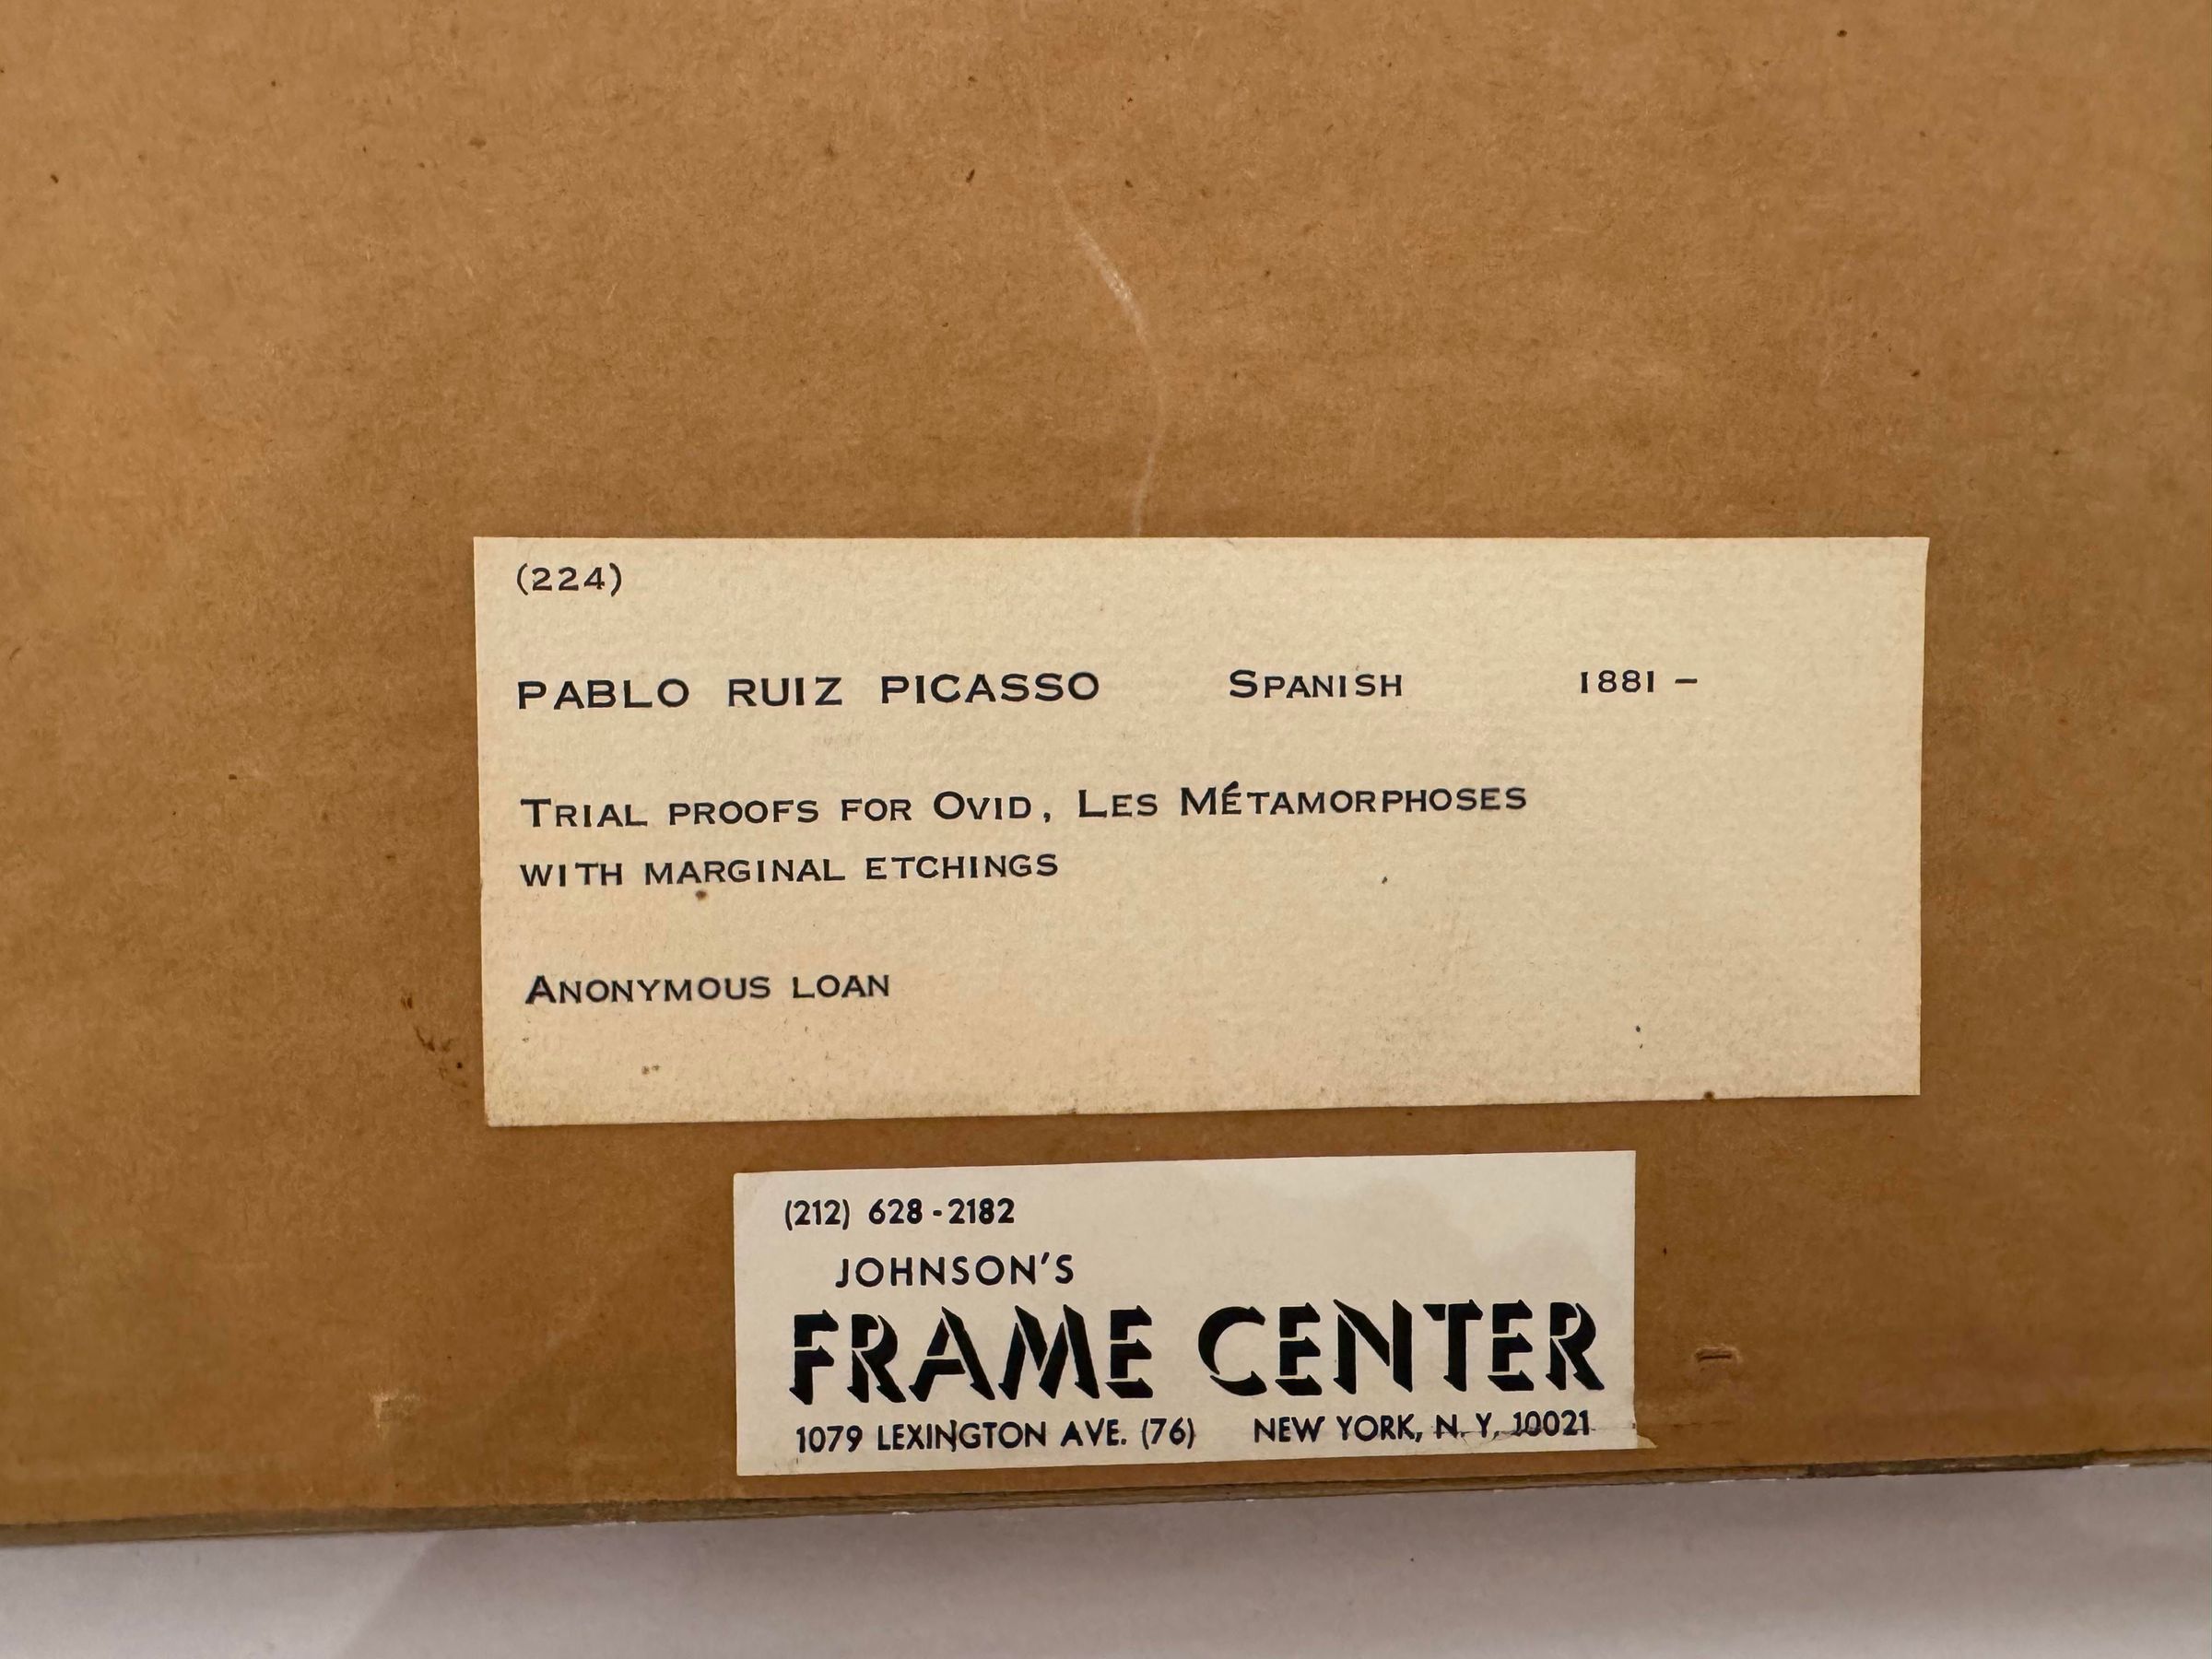 (224)
PABLO RUIZ PICASSO SPANISH 1881 –
TRIAL PROOFS FOR OVID, LES MÉTAMORPHOSES
WITH MARGINAL ETCHINGS
ANONYMOUS LOAN
(212) 628-2182
JOHNSON'S
FRAME CENTER
1079 LEXINGTON AVE. (76) NEW YORK, N.Y. 10021